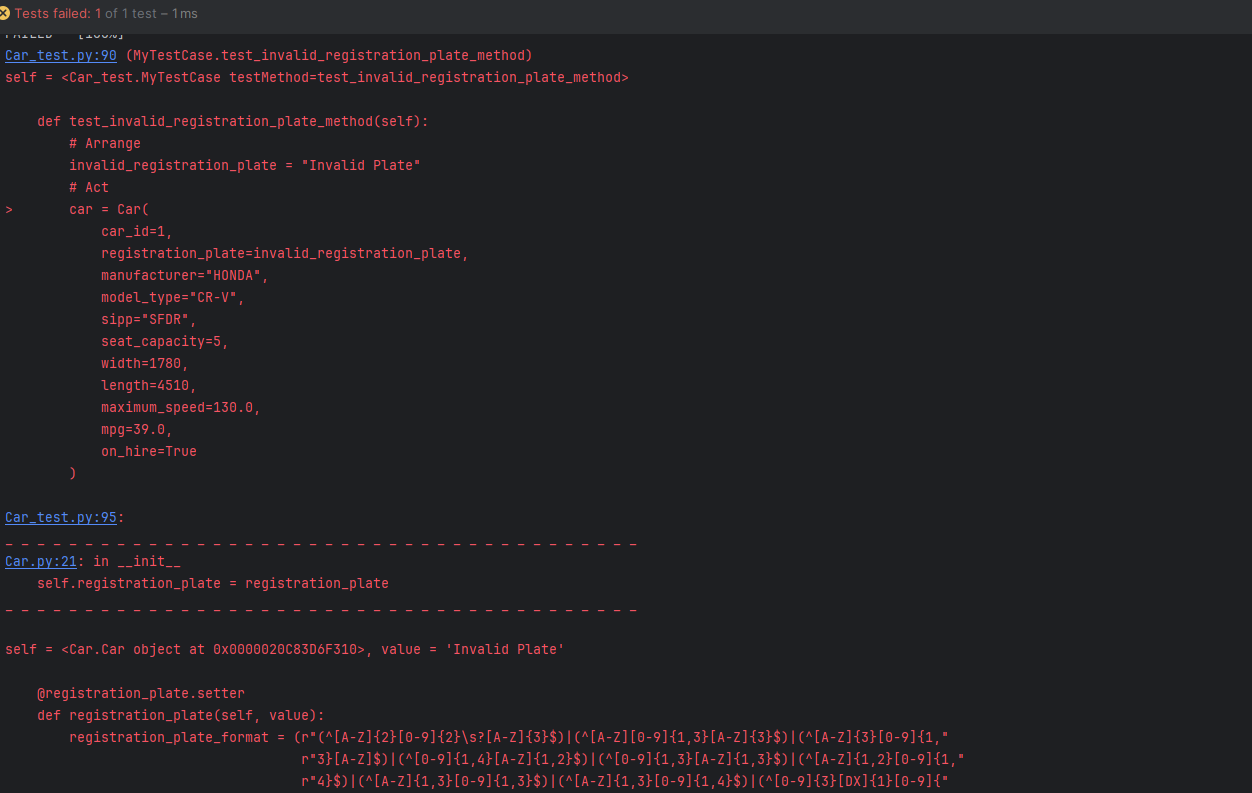 Tests failed: 1 of 1 test – 1 ms
FAILED [100%]
Car_test.py:90 (MyTestCase.test_invalid_registration_plate_method)
self = <Car_test.MyTestCase testMethod=test_invalid_registration_plate_method>
    def test_invalid_registration_plate_method(self):
        # Arrange
        invalid_registration_plate = "Invalid Plate"
        # Act
>       car = Car(
            car_id=1,
            registration_plate=invalid_registration_plate,
            manufacturer="HONDA",
            model_type="CR-V",
            sipp="SFDR",
            seat_capacity=5,
            width=1780,
            length=4510,
            maximum_speed=130.0,
            mpg=39.0,
            on_hire=True
        )
Car_test.py:95:
_ _ _ _ _ _ _ _ _ _ _ _ _ _ _ _ _ _ _ _ _ _ _ _ _ _ _ _ _ _ _ _ _ _ _ _ _ _ _ _
Car.py:21: in __init__
    self.registration_plate = registration_plate
_ _ _ _ _ _ _ _ _ _ _ _ _ _ _ _ _ _ _ _ _ _ _ _ _ _ _ _ _ _ _ _ _ _ _ _ _ _ _ _
self = <Car.Car object at 0x0000020C83D6F310>, value = 'Invalid Plate'
    @registration_plate.setter
    def registration_plate(self, value):
        registration_plate_format = (r"(^[A-Z]{2}[0-9]{2}\s?[A-Z]{3}$)|(^[A-Z][0-9]{1,3}[A-Z]{3}$)|(^[A-Z]{3}[0-9]{1,"
                                     r"3}[A-Z]$)|(^[0-9]{1,4}[A-Z]{1,2}$)|(^[0-9]{1,3}[A-Z]{1,3}$)|(^[A-Z]{1,2}[0-9]{1,"
                                     r"4}$)|(^[A-Z]{1,3}[0-9]{1,3}$)|(^[A-Z]{1,3}[0-9]{1,4}$)|(^[0-9]{3}[DX]{1}[0-9]{"